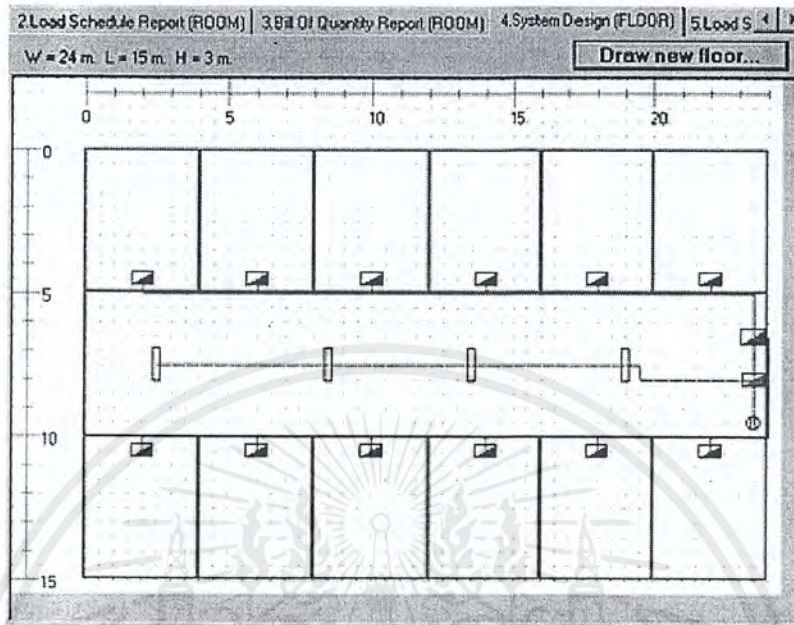 2.Load Schedule Report (ROOM) 3.Bill Of Quantity Report (ROOM) 4.System Design (FLOOR) 5.Load S
W = 24 m. L = 15 m. H = 3 m. Draw new floor...
0 5 10 15 20
0
5
10
15